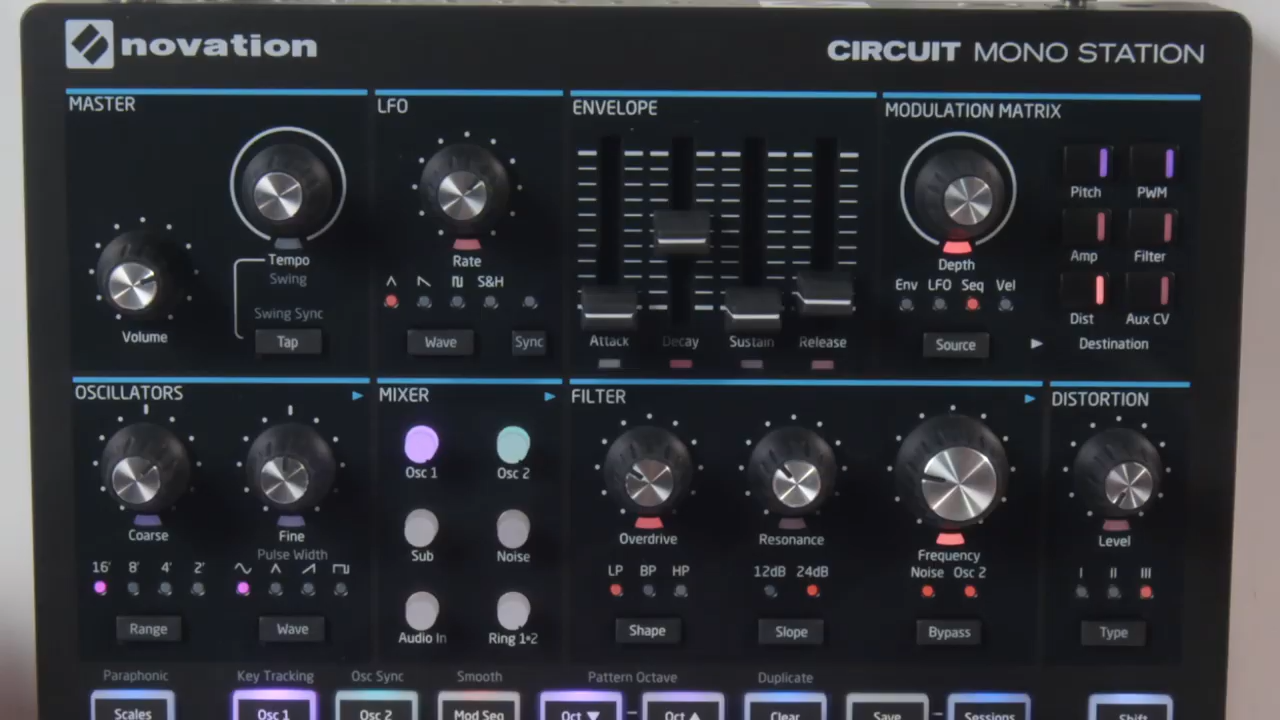 novation
CIRCUIT MONO STATION
MASTER
LFO
ENVELOPE
MODULATION MATRIX
Pitch PWM
Tempo
Swing
Rate
Amp Filter
Depth
S&H
Env LFO Seq Vel
Swing Sync
Dist Aux CV
Volume
Tap
Wave
Sync
Attack Decay Sustain Release
Source
Destination
OSCILLATORS
MIXER
FILTER
DISTORTION
Osc 1 Osc 2
Coarse
Fine
Pulse Width
Overdrive
Resonance
Frequency
Level
Sub Noise
16' 8' 4' 2'
LP BP HP
12dB 24dB
Noise Osc 2
I II III
Range
Wave
Audio In Ring 1*2
Shape
Slope
Bypass
Type
Paraphonic
Key Tracking
Osc Sync
Smooth
Pattern Octave
Duplicate
Scales
Osc 1
Osc 2
Mod Seq
Oct ▼
Oct ▲
Clear
Save
Sessions
Shift